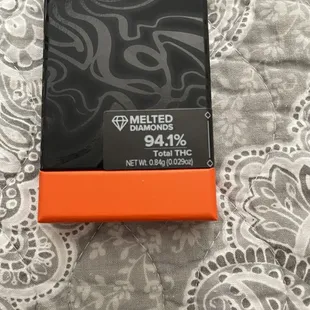 MELTED
DIAMONDS
94.1%
Total THC
NET Wt. 0.84g (0.029oz)